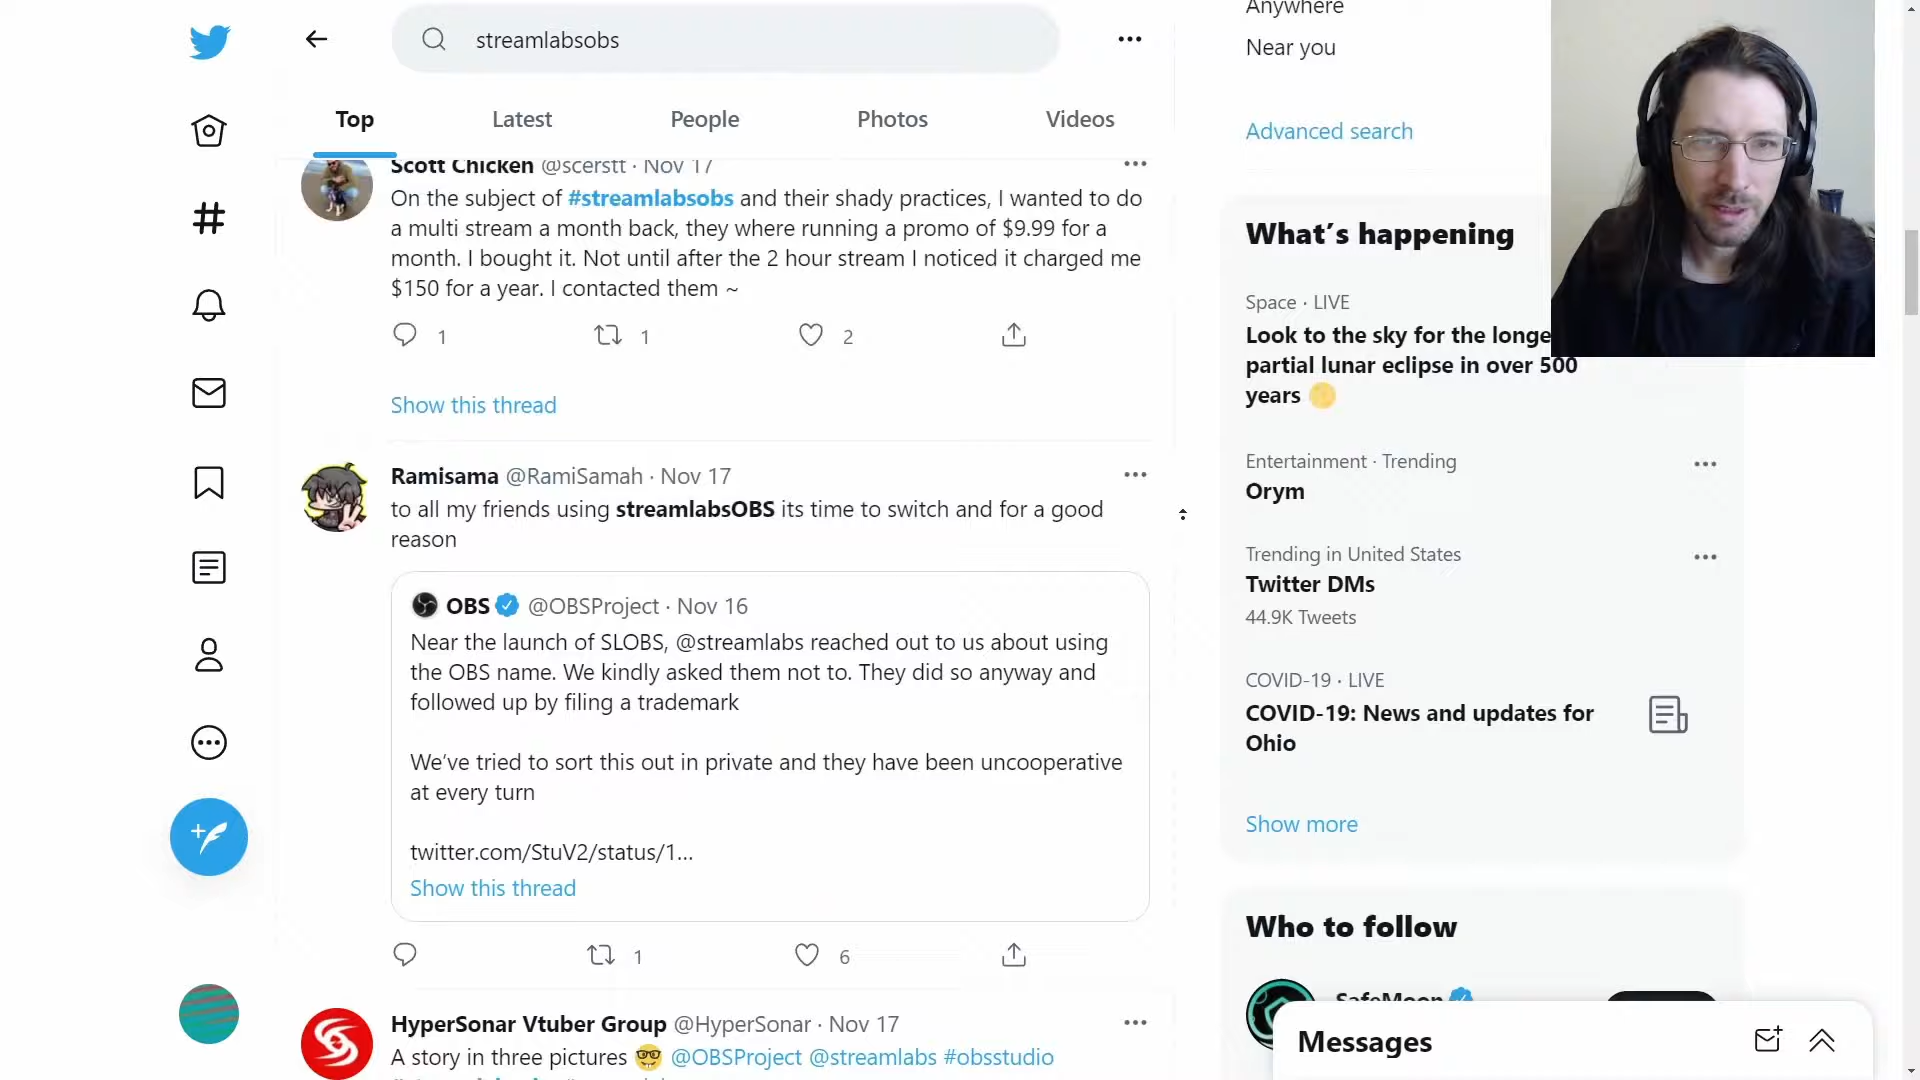 streamlabsobs
Top
Latest
People
Photos
Videos
Scott Chicken @scerstt · Nov 17
On the subject of #streamlabsobs and their shady practices, I wanted to do
a multi stream a month back, they where running a promo of $9.99 for a
month. I bought it. Not until after the 2 hour stream I noticed it charged me
$150 for a year. I contacted them ~
1
1
2
Show this thread
Ramisama @RamiSamah · Nov 17
to all my friends using streamlabsOBS its time to switch and for a good
reason
OBS @OBSProject · Nov 16
Near the launch of SLOBS, @streamlabs reached out to us about using
the OBS name. We kindly asked them not to. They did so anyway and
followed up by filing a trademark
We've tried to sort this out in private and they have been uncooperative
at every turn
twitter.com/StuV2/status/1...
Show this thread
1
6
HyperSonar Vtuber Group @HyperSonar · Nov 17
A story in three pictures 🤓 @OBSProject @streamlabs #obsstudio
Anywhere
Near you
Advanced search
What's happening
Space · LIVE
Look to the sky for the longe
partial lunar eclipse in over 500
years
Entertainment · Trending
Orym
Trending in United States
Twitter DMs
44.9K Tweets
COVID-19 · LIVE
COVID-19: News and updates for
Ohio
Show more
Who to follow
SafeMoon
Messages